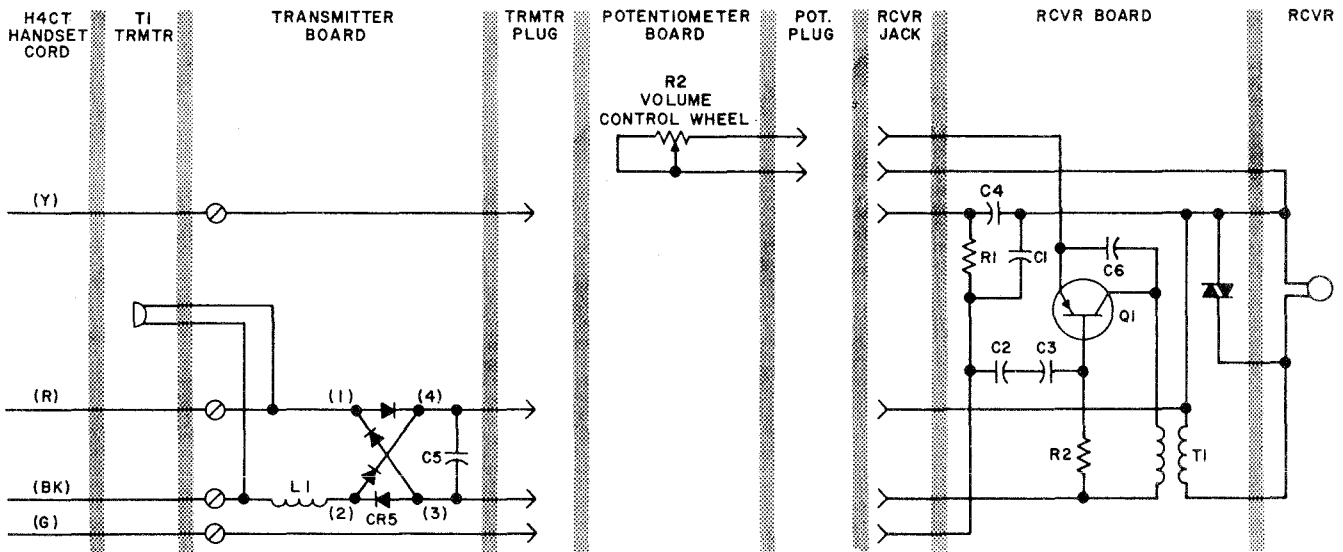 H4CT
HANDSET
CORD
T1
TRMTR
TRANSMITTER
BOARD
TRMTR
PLUG
POTENTIOMETER
BOARD
POT.
PLUG
RCVR
JACK
RCVR BOARD
RCVR
R2
VOLUME
CONTROL WHEEL
(Y)
C4
R1
C1
C6
Q1
C2
C3
(R)
(1)
(4)
C5
R2
T1
(BK)
L1
(2)
CR5
(3)
(G)